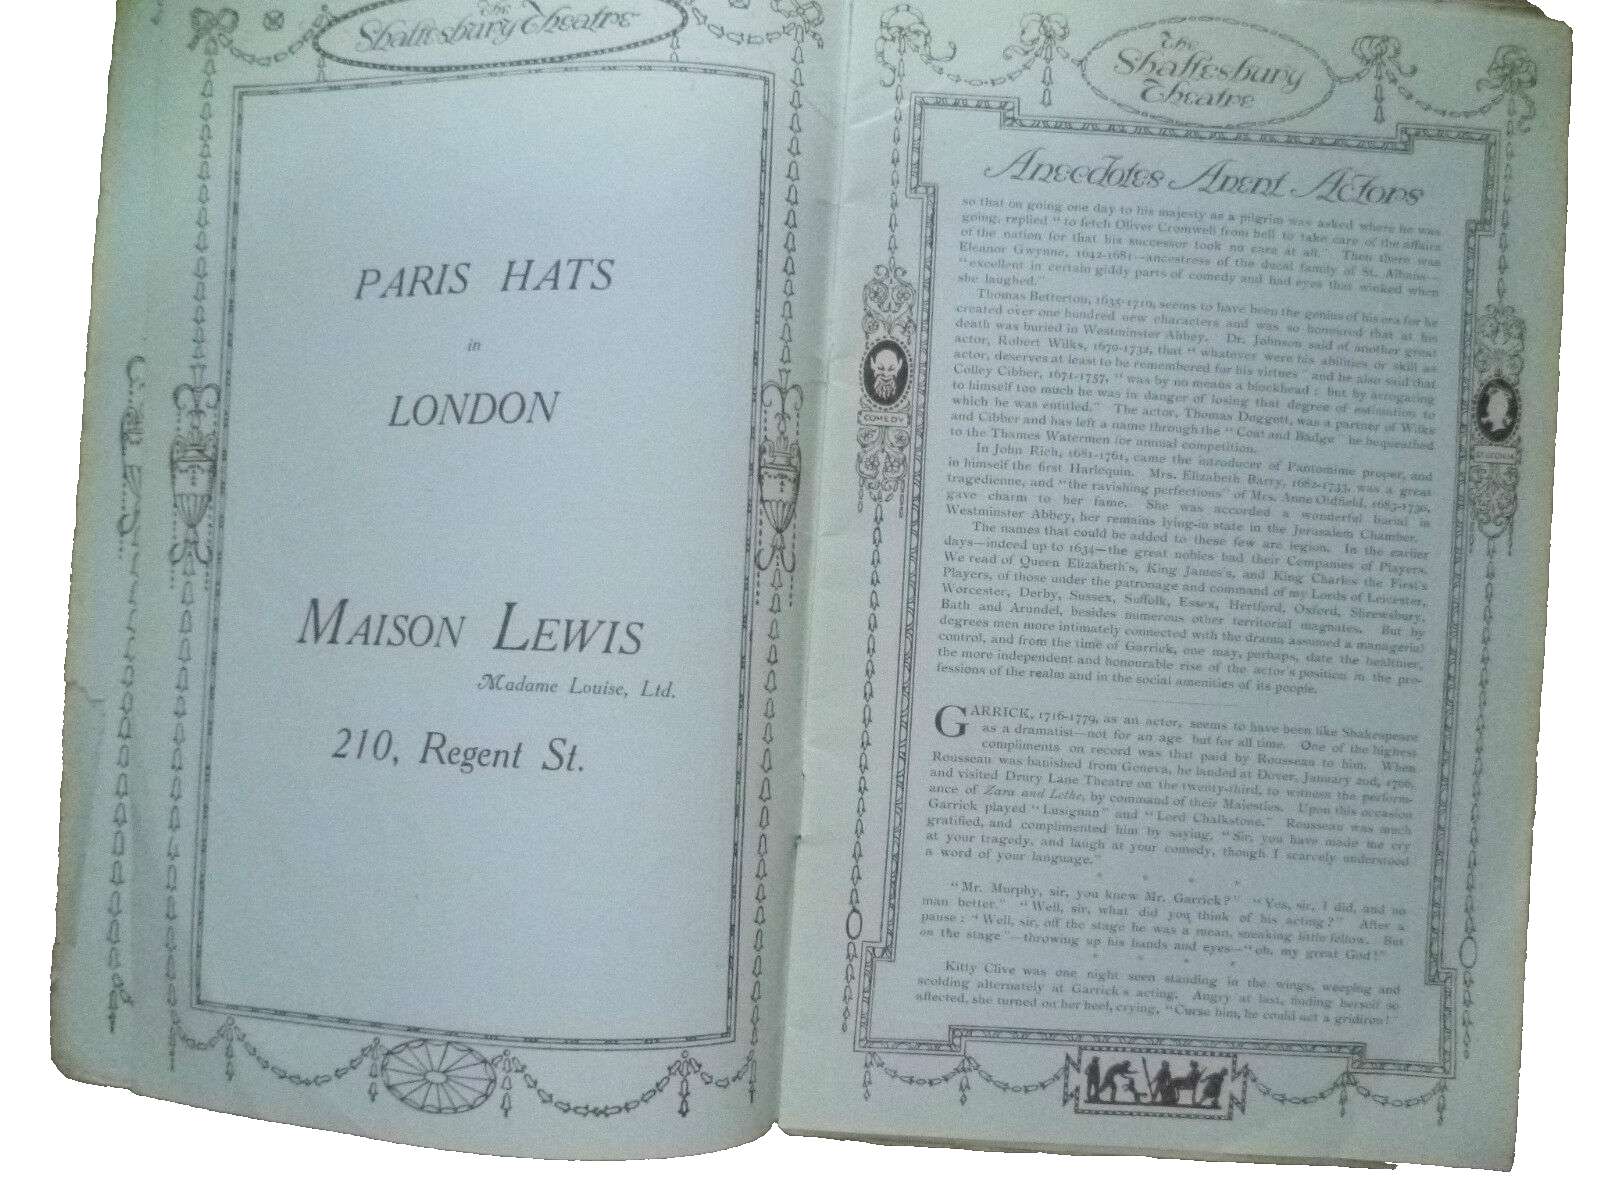 The
Shaftesbury Theatre
PARIS HATS
in
LONDON
MAISON LEWIS
Madame Louise, Ltd.
210, Regent St.
The
Shaftesbury
Theatre
Anecdotes Anent Actors
so that on going one day to his majesty as a pilgrim was asked where he was
going, replied "to fetch Oliver Cromwell from hell to take care of the affairs
of the nation for that his successor took no care at all." Then there was
Eleanor Gwynne, 1642-1681—ancestress of the ducal family of St. Albans—
"excellent in certain giddy parts of comedy and had eyes that winked when
she laughed."
Thomas Betterton, 1635-1710, seems to have been the genius of his era for he
created over one hundred new characters and was so honoured that at his
death was buried in Westminster Abbey. Dr. Johnson said of another great
actor, Robert Wilks, 1670-1732, that "whatever were his abilities or skill as
actor, deserves at least to be remembered for his virtues" and he also said that
Colley Cibber, 1671-1757, "was by no means a blockhead; but by arrogating
to himself too much he was in danger of losing that degree of estimation to
which he was entitled." The actor, Thomas Doggett, was a partner of Wilks
and Cibber and has left a name through the "Coat and Badge" he bequeathed
to the Thames Watermen for annual competition.
In John Rich, 1681-1761, came the introducer of Pantomime proper, and
in himself the first Harlequin. Mrs. Elizabeth Barry, 1682-1733, was a great
tragedienne, and "the ravishing perfections" of Mrs. Anne Oldfield, 1683-1730,
gave charm to her fame. She was accorded a wonderful burial in
Westminster Abbey, her remains lying-in state in the Jerusalem Chamber.
The names that could be added to these few are legion. In the earlier
days—indeed up to 1634—the great nobles had their Companies of Players.
We read of Queen Elizabeth's, King James's, and King Charles the First's
Players, of those under the patronage and command of my Lords of Leicester,
Worcester, Derby, Sussex, Suffolk, Essex, Hertford, Oxford, Shrewsbury,
Bath and Arundel, besides numerous other territorial magnates. But by
degrees men more intimately connected with the drama assumed a managerial
control, and from the time of Garrick, one may, perhaps, date the healthier,
the more independent and honourable rise of the actor's position in the pro-
fessions of the realm and in the social amenities of its people.
GARRICK, 1716-1779, as an actor, seems to have been like Shakespeare
as a dramatist—not for an age but for all time. One of the highest
compliments on record was that paid by Rousseau to him. When
Rousseau was banished from Geneva, he landed at Dover, January 2nd, 1766,
and visited Drury Lane Theatre on the twenty-third, to witness the perform-
ance of Zara and Lethe, by command of their Majesties. Upon this occasion
Garrick played "Lusignan" and "Lord Chalkstone." Rousseau was much
gratified, and complimented him by saying, "Sir, you have made me cry
at your tragedy, and laugh at your comedy, though I scarcely understood
a word of your language."
* * * *
"Mr. Murphy, sir, you knew Mr. Garrick?" "Yes, sir, I did, and no
man better." "Well, sir, what did you think of his acting?" After a
pause: "Well, sir, off the stage he was a mean, sneaking little fellow. But
on the stage"—throwing up his hands and eyes—"oh, my great God!"
* * * *
Kitty Clive was one night seen standing in the wings, weeping and
scolding alternately at Garrick's acting. Angry at last, finding herself so
affected, she turned on her heel, crying, "Curse him, he could act a gridiron!"
COMEDY
ST CECILIA